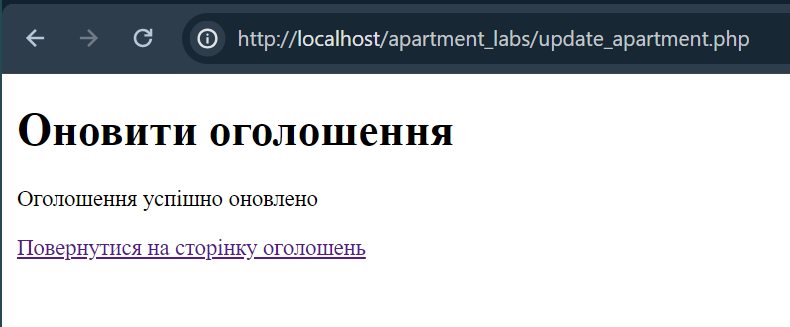 http://localhost/apartment_labs/update_apartment.php
Оновити оголошення
Оголошення успішно оновлено
Повернутися на сторінку оголошень